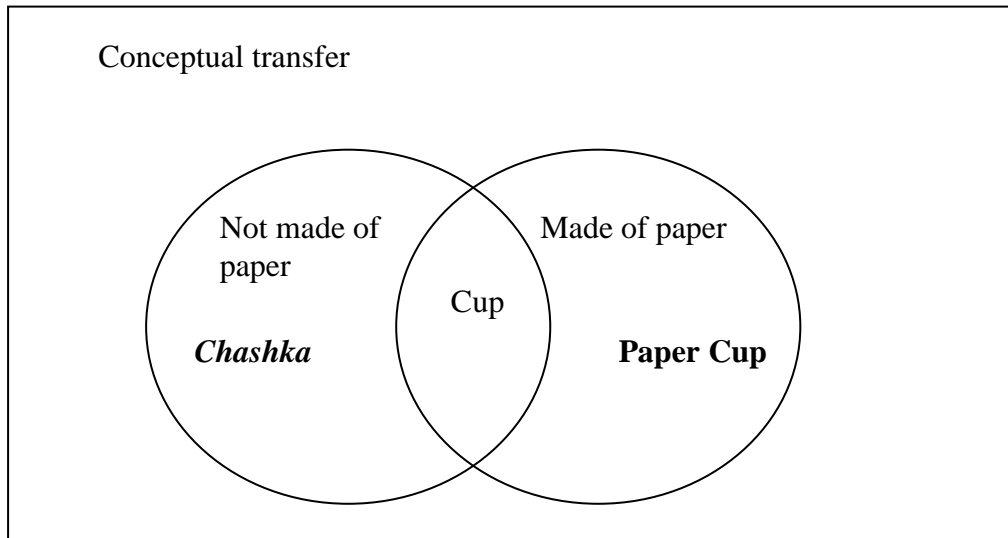 Conceptual transfer
Not made of
paper
Made of paper
Cup
Chashka
Paper Cup